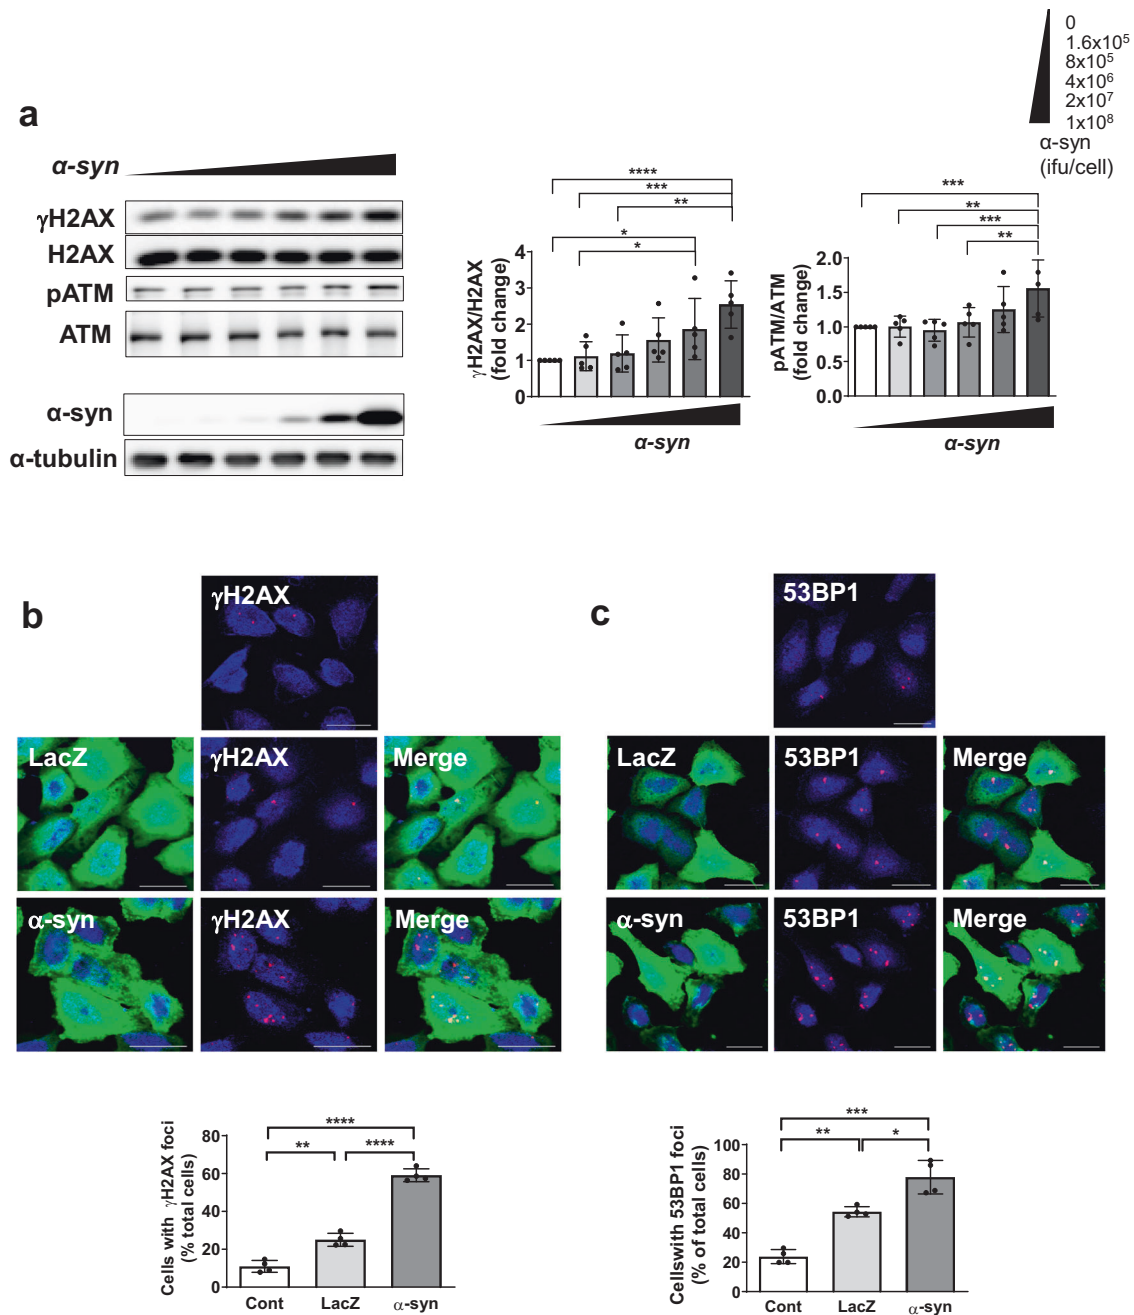 0
1.6x10⁵
8x10⁵
4x10⁶
2x10⁷
1x10⁸
α-syn
(ifu/cell)
a
α-syn
γH2AX
H2AX
pATM
ATM
α-syn
α-tubulin
γH2AX/H2AX
(fold change)
4
3
2
1
0
****
***
**
*
*
α-syn
pATM/ATM
(fold change)
2.0
1.5
1.0
0.5
0.0
***
**
***
**
α-syn
b
γH2AX
LacZ
γH2AX
Merge
α-syn
γH2AX
Merge
Cells with γH2AX foci
(% total cells)
80
60
40
20
0
****
**
****
Cont
LacZ
α-syn
c
53BP1
LacZ
53BP1
Merge
α-syn
53BP1
Merge
Cellswith 53BP1 foci
(% of total cells)
100
80
60
40
20
0
***
**
*
Cont
LacZ
α-syn